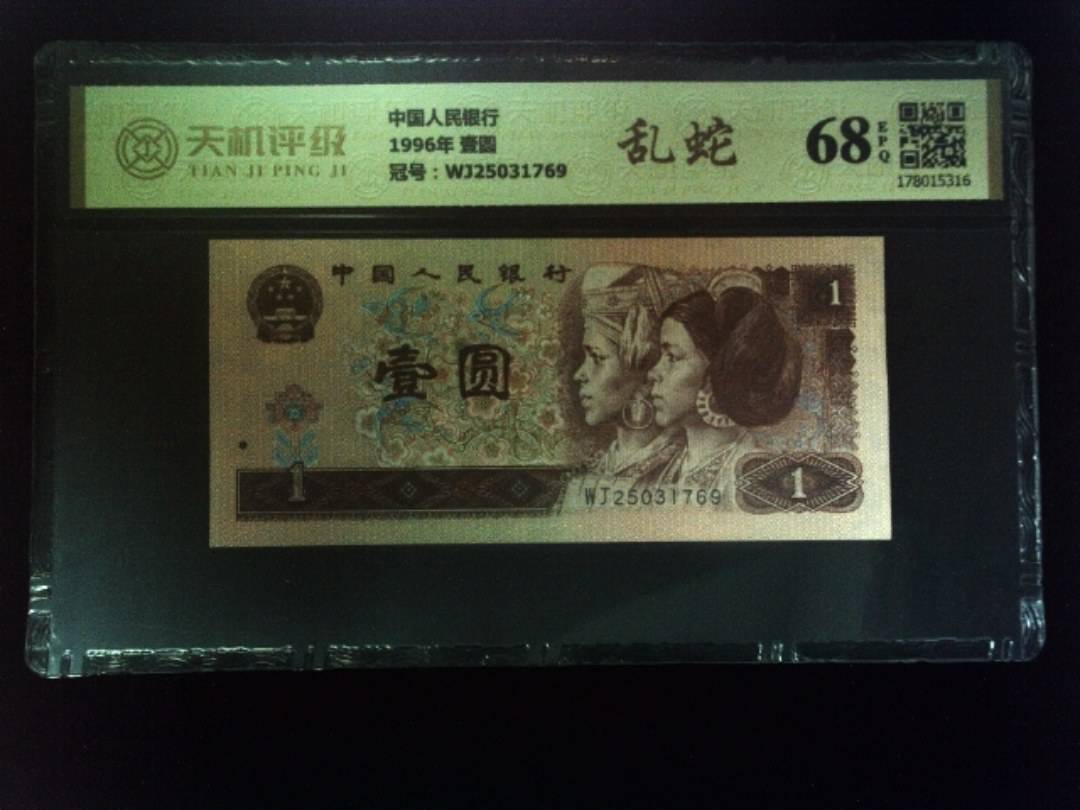 天机评级
TIAN JI PING JI
中国人民银行
1996年 壹圆
冠号：WJ25031769
乱蛇
68
EPQ
178015316
中国人民银行
1
壹圆
1
WJ25031769
1